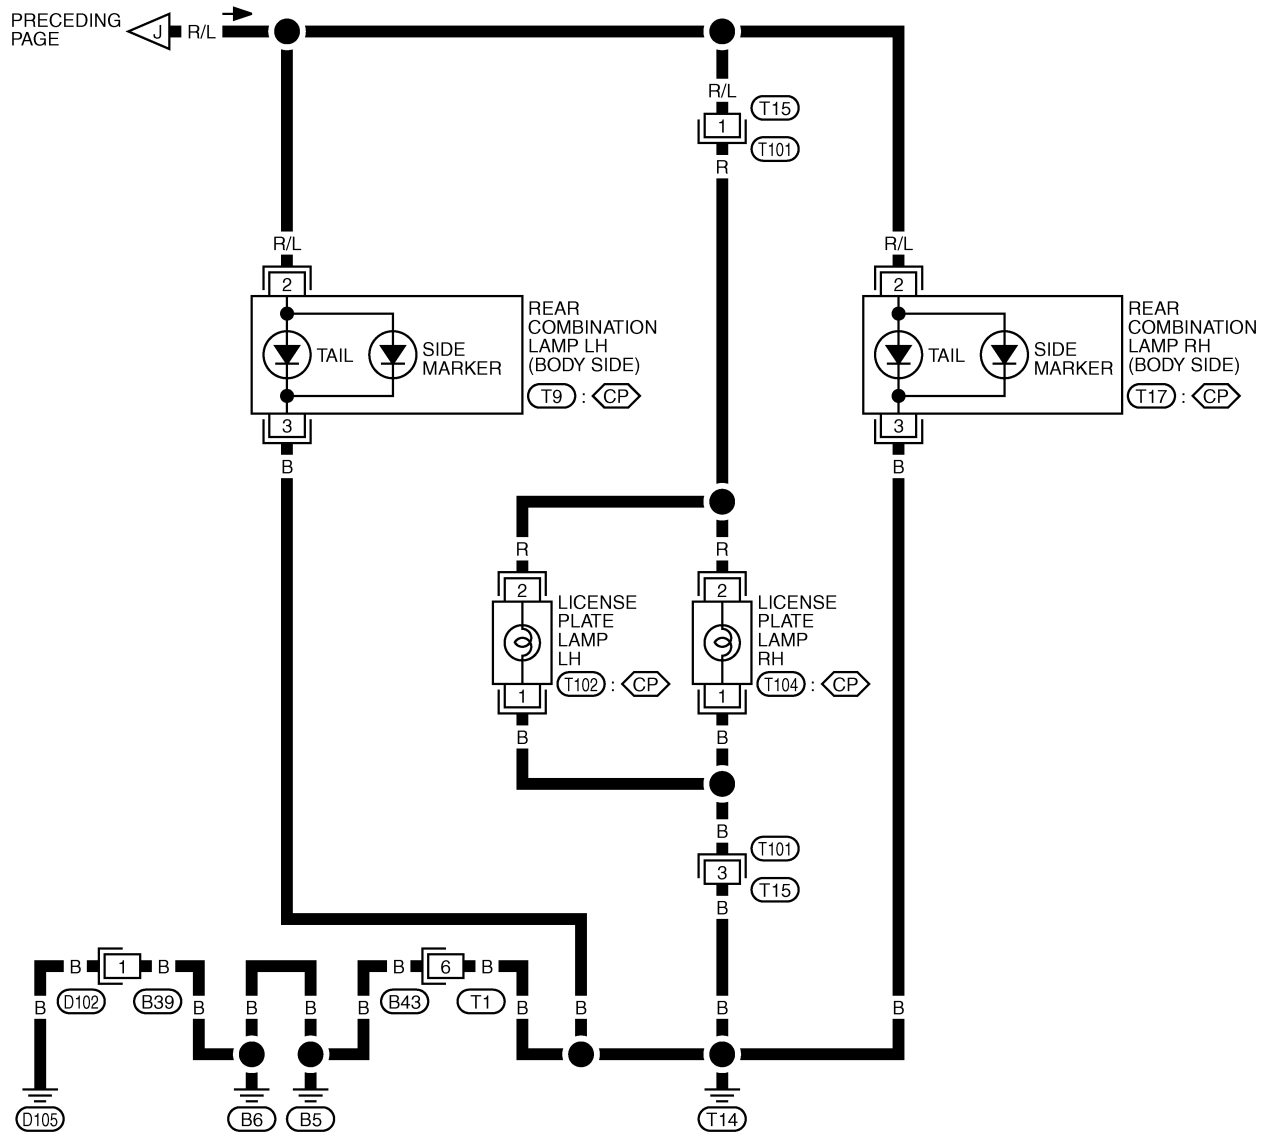 PRECEDING
PAGE
J
R/L
R/L
T15
1
T101
R
R/L
R/L
2
2
TAIL
SIDE
MARKER
REAR
COMBINATION
LAMP LH
(BODY SIDE)
T9 : CP
TAIL
SIDE
MARKER
REAR
COMBINATION
LAMP RH
(BODY SIDE)
T17 : CP
3
3
B
B
R
R
2
2
LICENSE
PLATE
LAMP
LH
T102 : CP
LICENSE
PLATE
LAMP
RH
T104 : CP
1
1
B
B
B
T101
3
T15
B
B 1 B
B 6 B
D102
B39
B43
T1
B
B
B
B
B
B
B
B
B
D105
B6
B5
T14